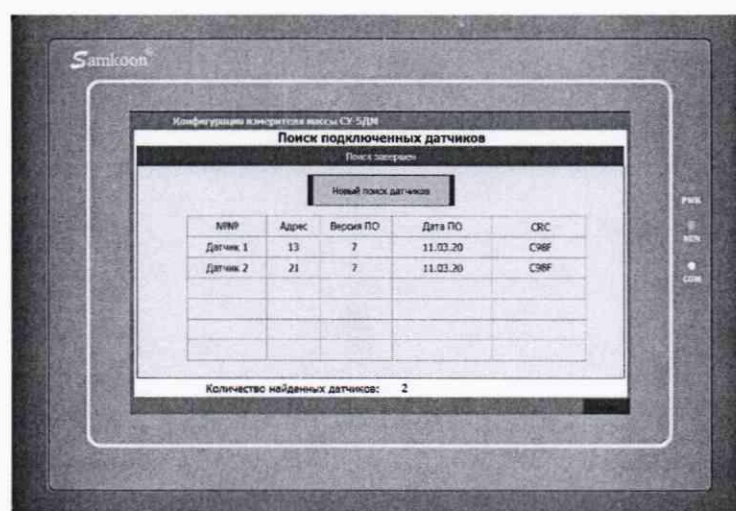 Samkoon®
Конфигурация измерителя массы СУ-5ДМ
Поиск подключенных датчиков
Поиск завершен
Новый поиск датчиков
№№ Адрес Версия ПО Дата ПО CRC
Датчик 1 13 7 11.03.20 C98F
Датчик 2 21 7 11.03.20 C98F
Количество найденных датчиков: 2
PWR
RUN
COM